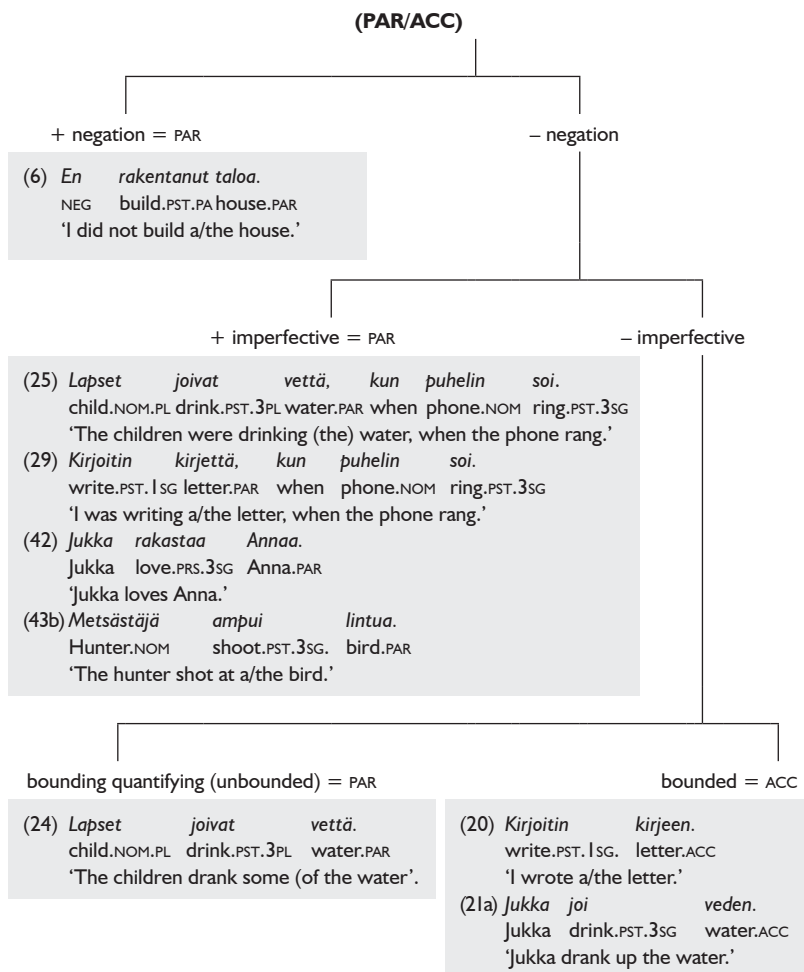 (PAR/ACC)
+ negation = PAR
– negation
(6) En rakentanut taloa.
NEG build.PST.PA house.PAR
‘I did not build a/the house.’
+ imperfective = PAR
– imperfective
(25) Lapset joivat vettä, kun puhelin soi.
child.NOM.PL drink.PST.3PL water.PAR when phone.NOM ring.PST.3SG
‘The children were drinking (the) water, when the phone rang.’
(29) Kirjoitin kirjettä, kun puhelin soi.
write.PST.1SG letter.PAR when phone.NOM ring.PST.3SG
‘I was writing a/the letter, when the phone rang.’
(42) Jukka rakastaa Annaa.
Jukka love.PRS.3SG Anna.PAR
‘Jukka loves Anna.’
(43b) Metsästäjä ampui lintua.
Hunter.NOM shoot.PST.3SG. bird.PAR
‘The hunter shot at a/the bird.’
bounding quantifying (unbounded) = PAR
(24) Lapset joivat vettä.
child.NOM.PL drink.PST.3PL water.PAR
‘The children drank some (of the water’.
bounded = ACC
(20) Kirjoitin kirjeen.
write.PST.1SG. letter.ACC
‘I wrote a/the letter.’
(21a) Jukka joi veden.
Jukka drink.PST.3SG water.ACC
‘Jukka drank up the water.’